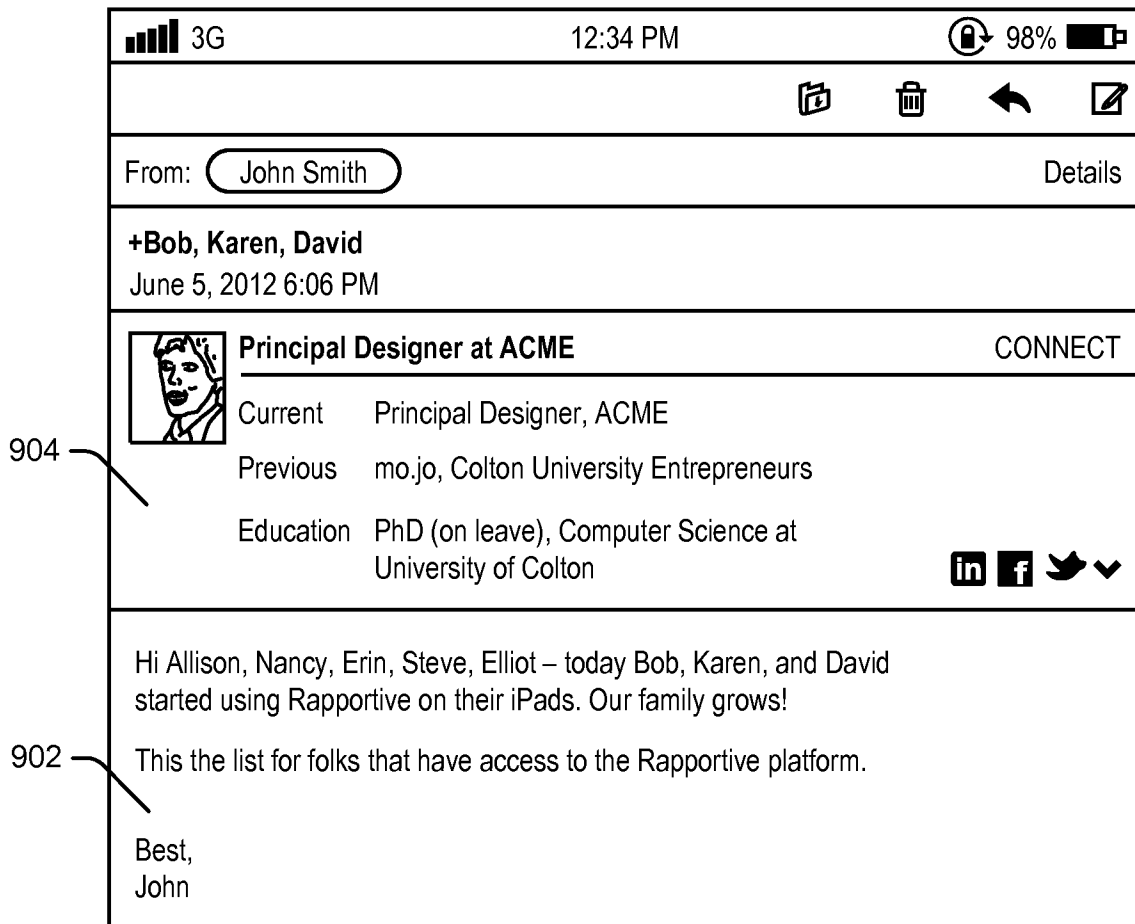 3G 12:34 PM 98%
From: John Smith Details
+Bob, Karen, David
June 5, 2012 6:06 PM
Principal Designer at ACME CONNECT
Current Principal Designer, ACME
904
Previous mo.jo, Colton University Entrepreneurs
Education PhD (on leave), Computer Science at
University of Colton
in f
Hi Allison, Nancy, Erin, Steve, Elliot – today Bob, Karen, and David
started using Rapportive on their iPads. Our family grows!
902
This the list for folks that have access to the Rapportive platform.
Best,
John